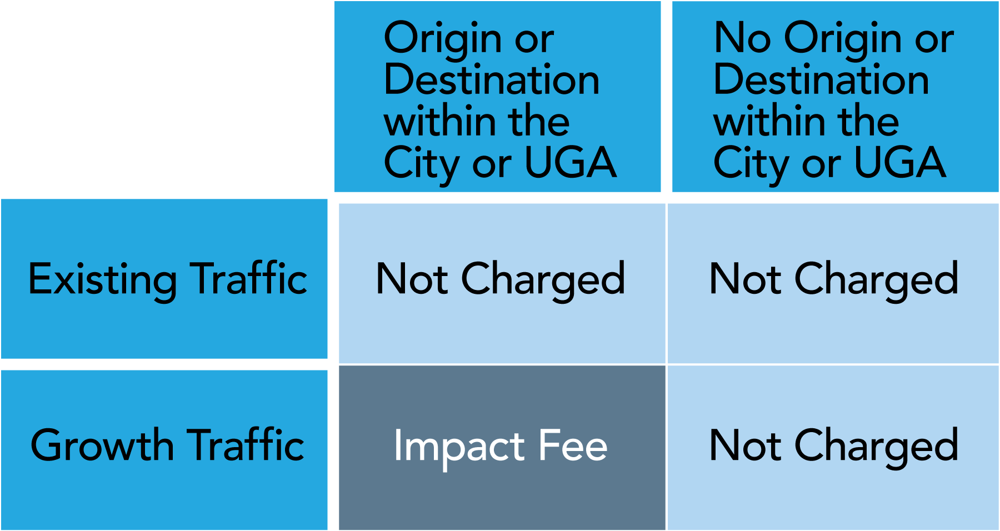 Origin or
Destination
within the
City or UGA
No Origin or
Destination
within the
City or UGA
Existing Traffic
Not Charged
Not Charged
Growth Traffic
Impact Fee
Not Charged